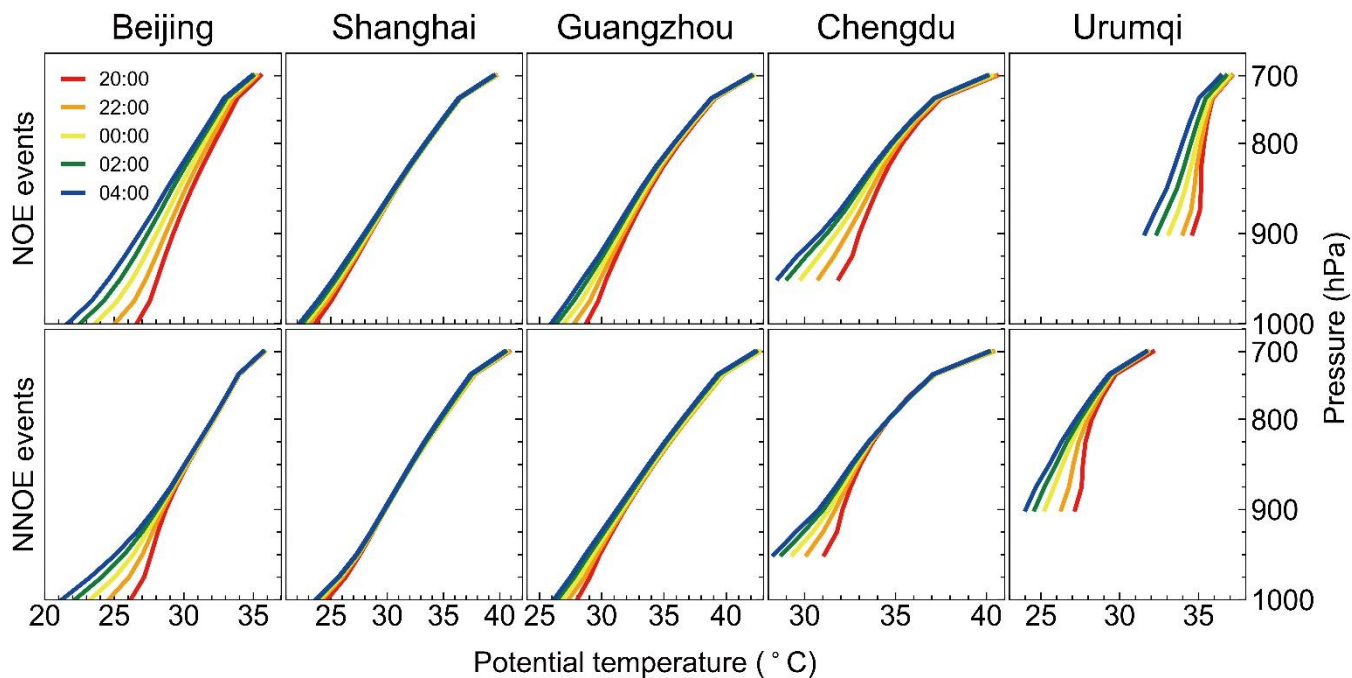 Beijing Shanghai Guangzhou Chengdu Urumqi
NOE events
20:00
22:00
00:00
02:00
04:00
700
800
900
1000
NNOE events
700
800
900
1000
Pressure (hPa)
20 25 30 35 25 30 35 40 25 30 35 40 30 35 40 25 30 35
Potential temperature (°C)